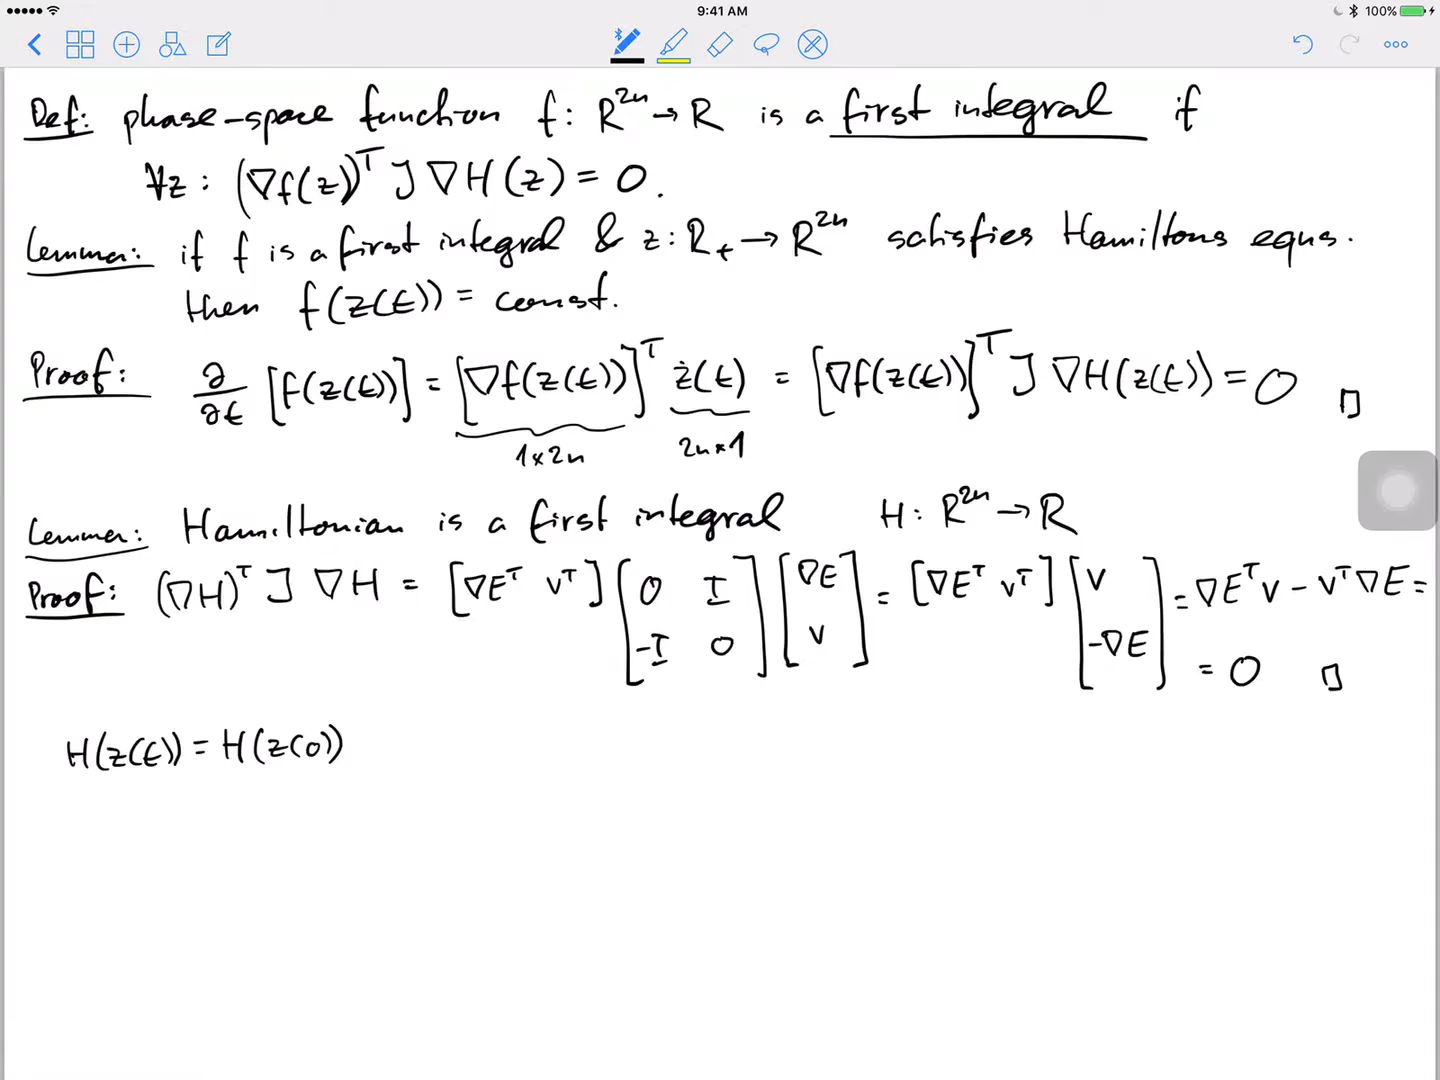 9:41 AM
100%
Def: phase-space function f: R^{2n} → R is a first integral if
∀z : (∇f(z))^T J ∇H(z) = 0.
Lemma: if f is a first integral & z : R_+ → R^{2n} satisfies Hamiltons eqns.
then f(z(t)) = const.
Proof: ∂/∂t [f(z(t))] = [∇f(z(t))]^T ż(t) = [∇f(z(t))]^T J ∇H(z(t)) = 0 □
1×2n 2n×1
Lemma: Hamiltonian is a first integral H: R^{2n} → R
Proof: (∇H)^T J ∇H = [∇E^T v^T] [0 I; -I 0] [∇E; v] = [∇E^T v^T] [v; -∇E] = ∇E^T v − v^T ∇E =
= 0 □
H(z(t)) = H(z(0))